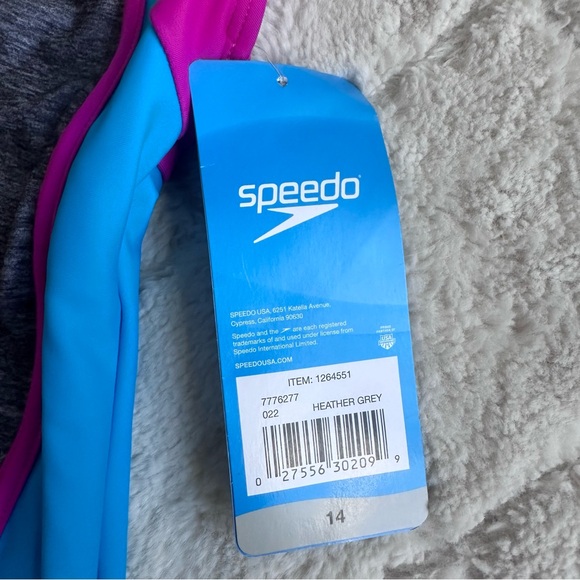 speedo
SPEEDO USA, 6251 Katella Avenue,
Cypress, California 90630
Speedo and the are each registered
trademarks of and used under license from
Speedo International Limited.
SPEEDOUSA.COM
USA
ITEM: 1264551
7776277
022 HEATHER GREY
0 27556 30209 9
14